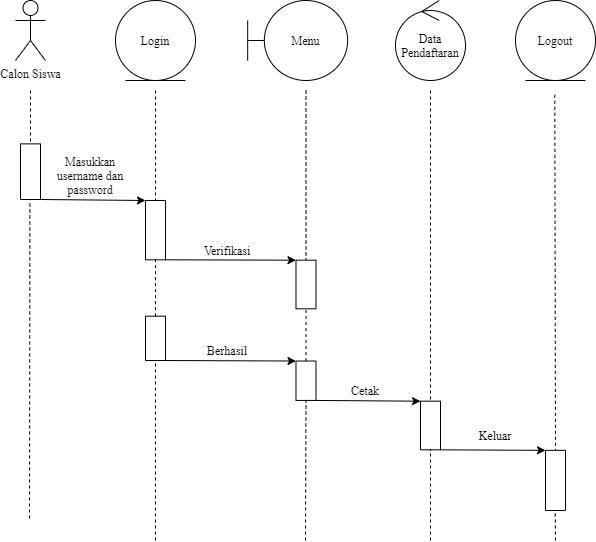 Calon Siswa
Login
Menu
Data
Pendaftaran
Logout
Masukkan
username dan
password
Verifikasi
Berhasil
Cetak
Keluar